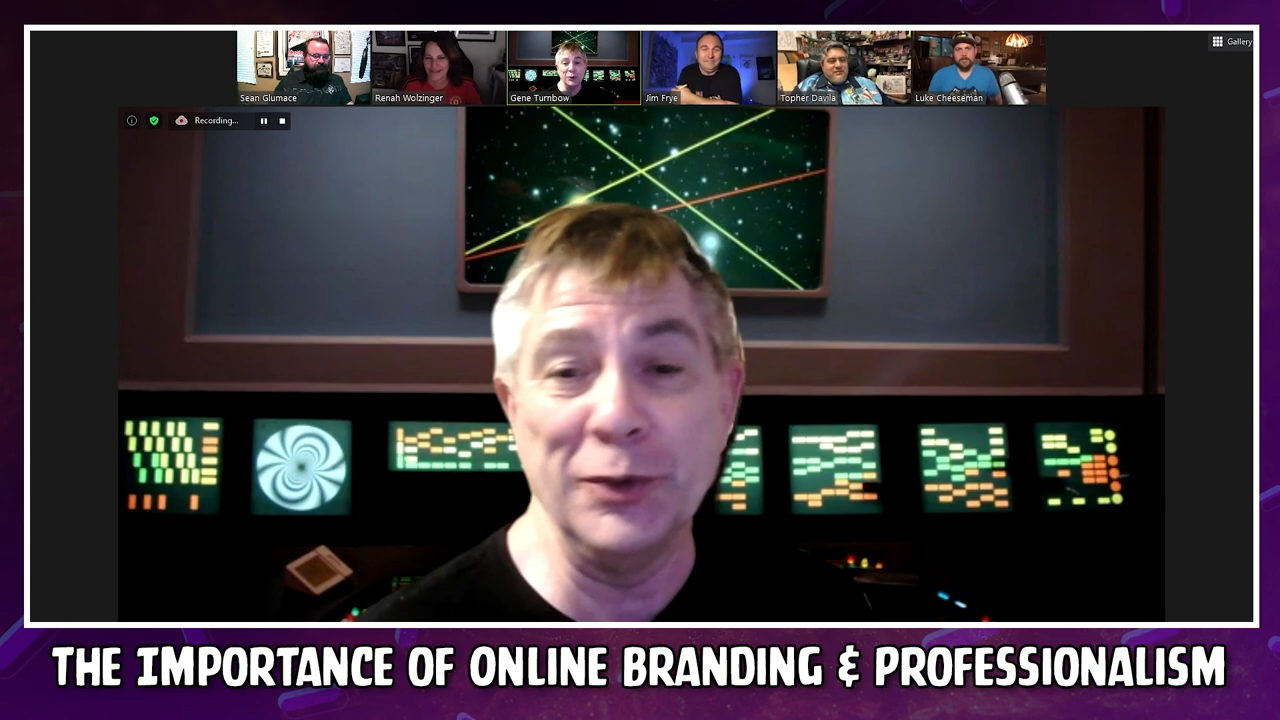 Gallery
Sean Glumace
Renah Wolzinger
Gene Turnbow
Jim Frye
Topher Davila
Luke Cheeseman
Recording...
THE IMPORTANCE OF ONLINE BRANDING & PROFESSIONALISM